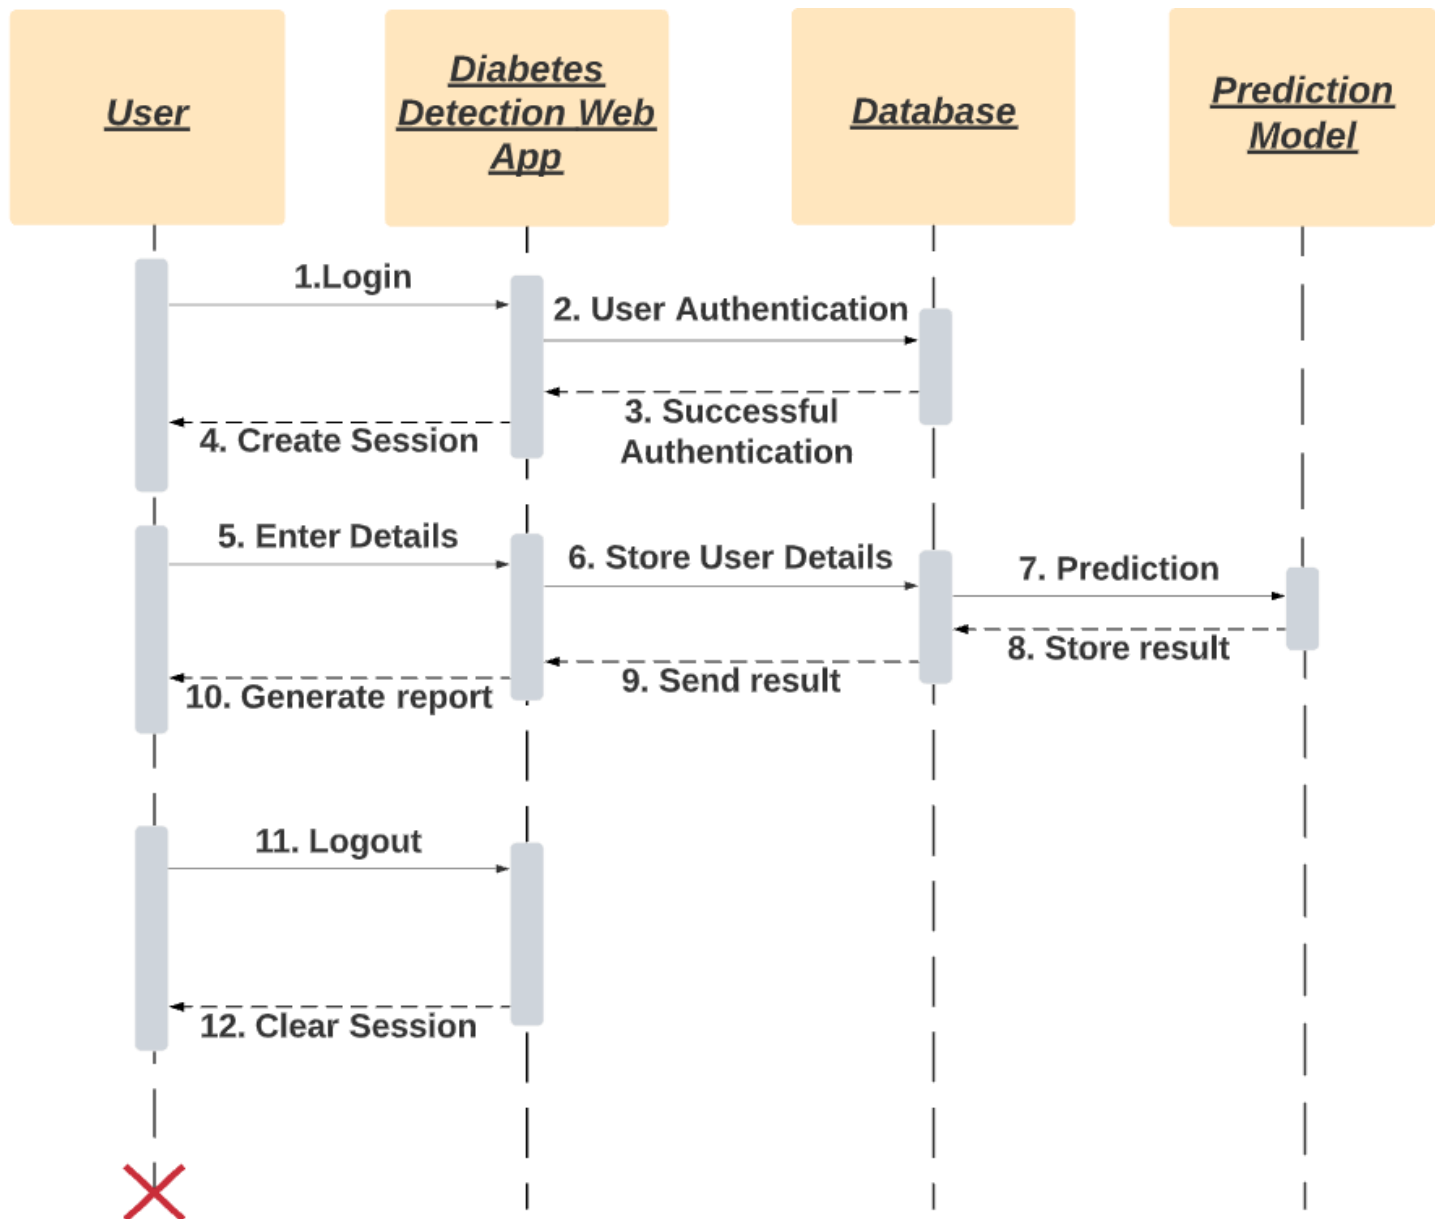 User
Diabetes
Detection Web
App
Database
Prediction
Model
1.Login
2. User Authentication
3. Successful
Authentication
4. Create Session
5. Enter Details
6. Store User Details
7. Prediction
8. Store result
9. Send result
10. Generate report
11. Logout
12. Clear Session